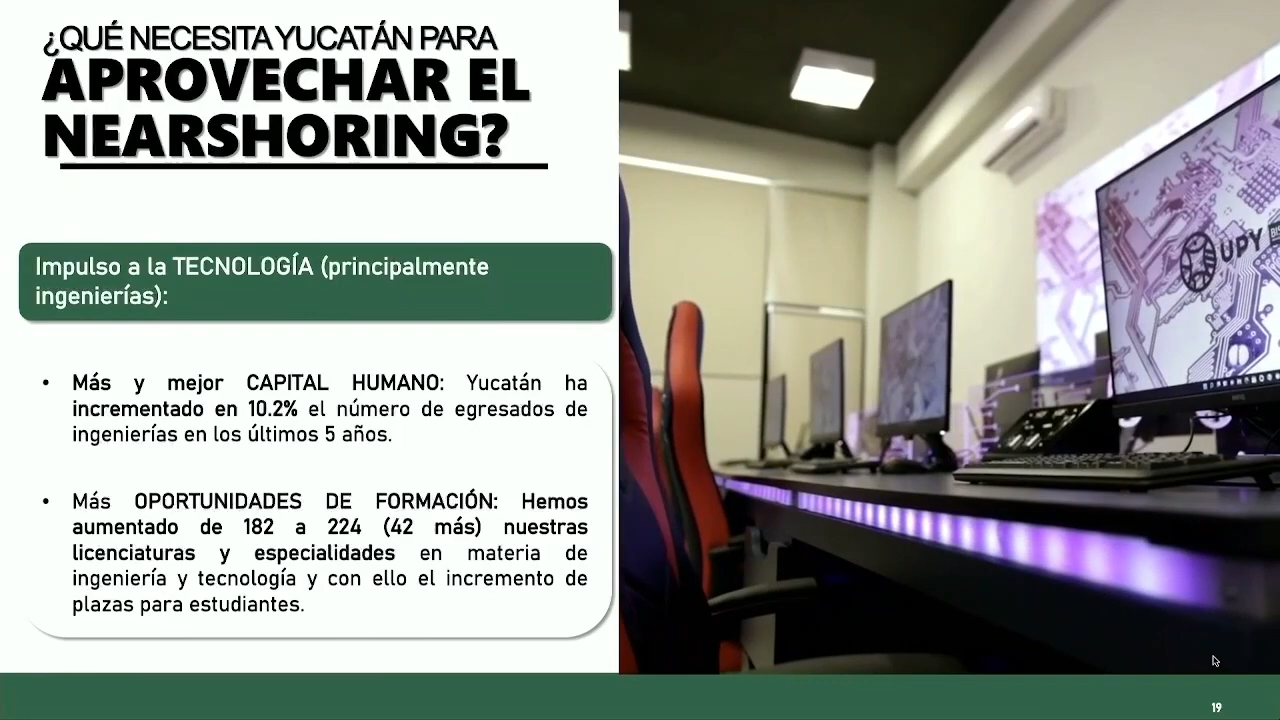 ¿QUÉ NECESITA YUCATÁN PARA
APROVECHAR EL
NEARSHORING?
Impulso a la TECNOLOGÍA (principalmente
ingenierías):
• Más y mejor CAPITAL HUMANO: Yucatán ha
incrementado en 10.2% el número de egresados de
ingenierías en los últimos 5 años.
• Más OPORTUNIDADES DE FORMACIÓN: Hemos
aumentado de 182 a 224 (42 más) nuestras
licenciaturas y especialidades en materia de
ingeniería y tecnología y con ello el incremento de
plazas para estudiantes.
UPY
19